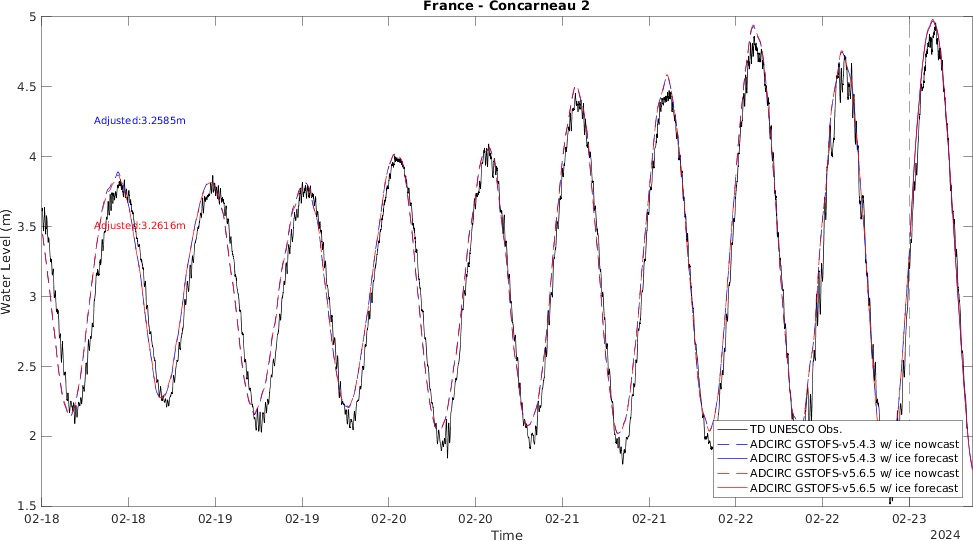 France - Concarneau 2
Water Level (m)
5
4.5
4
3.5
3
2.5
2
1.5
Adjusted:3.2585m
Adjusted:3.2616m
TD UNESCO Obs.
ADCIRC GSTOFS-v5.4.3 w/ ice nowcast
ADCIRC GSTOFS-v5.4.3 w/ ice forecast
ADCIRC GSTOFS-v5.6.5 w/ ice nowcast
ADCIRC GSTOFS-v5.6.5 w/ ice forecast
02-18 02-18 02-19 02-19 02-20 02-20 02-21 02-21 02-22 02-22 02-23
Time
2024